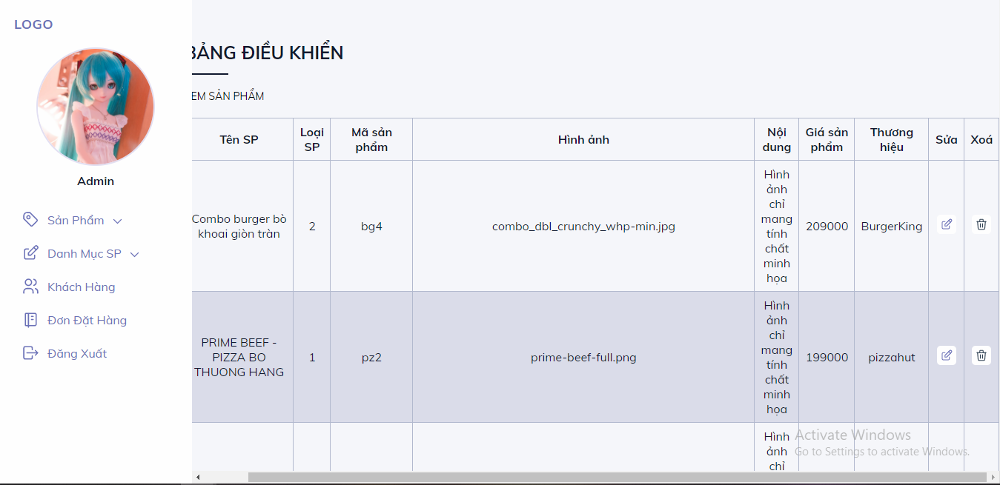 LOGO
Admin
Sản Phẩm
Danh Mục SP
Khách Hàng
Đơn Đặt Hàng
Đăng Xuất
BẢNG ĐIỀU KHIỂN
EM SẢN PHẨM
Tên SP
Loại
SP
Mã sản
phẩm
Hình ảnh
Nội
dung
Giá sản
phẩm
Thương
hiệu
Sửa
Xoá
Combo burger bò
khoai giòn tràn
2
bg4
combo_dbl_crunchy_whp-min.jpg
Hình
ảnh
chỉ
mang
tính
chất
minh
họa
209000
BurgerKing
PRIME BEEF -
PIZZA BO
THUONG HANG
1
pz2
prime-beef-full.png
Hình
ảnh
chỉ
mang
tính
chất
minh
họa
199000
pizzahut
Hình
ảnh
chỉ
Activate Windows
Go to Settings to activate Windows.